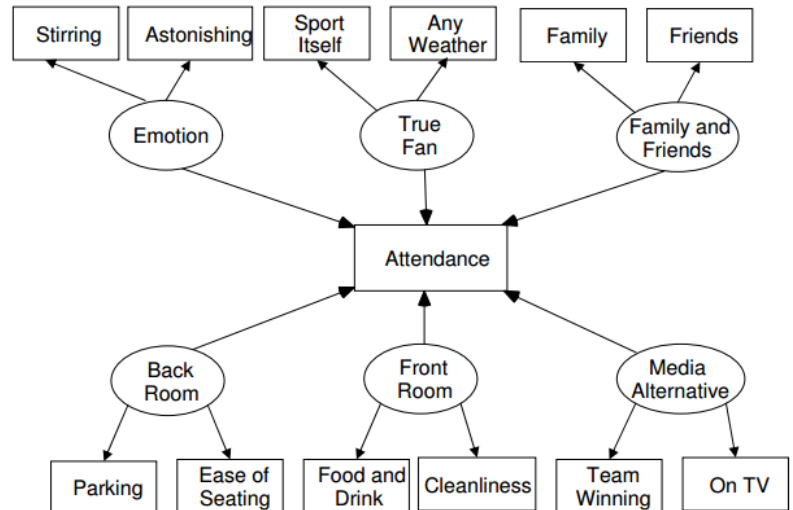 Stirring
Astonishing
Sport
Itself
Any
Weather
Family
Friends
Emotion
True
Fan
Family and
Friends
Attendance
Back
Room
Front
Room
Media
Alternative
Parking
Ease of
Seating
Food and
Drink
Cleanliness
Team
Winning
On TV